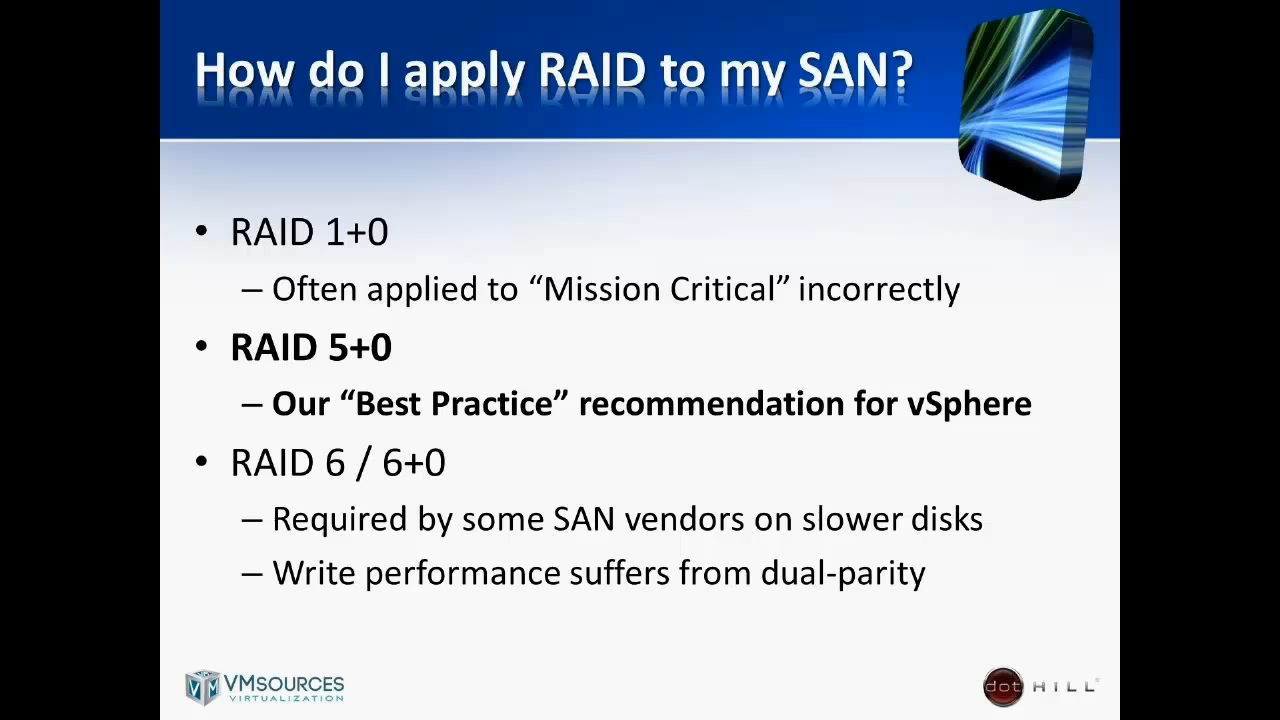 How do I apply RAID to my SAN?
• RAID 1+0
– Often applied to “Mission Critical” incorrectly
• RAID 5+0
– Our “Best Practice” recommendation for vSphere
• RAID 6 / 6+0
– Required by some SAN vendors on slower disks
– Write performance suffers from dual-parity
VMSOURCES
VIRTUALIZATION
dot HILL